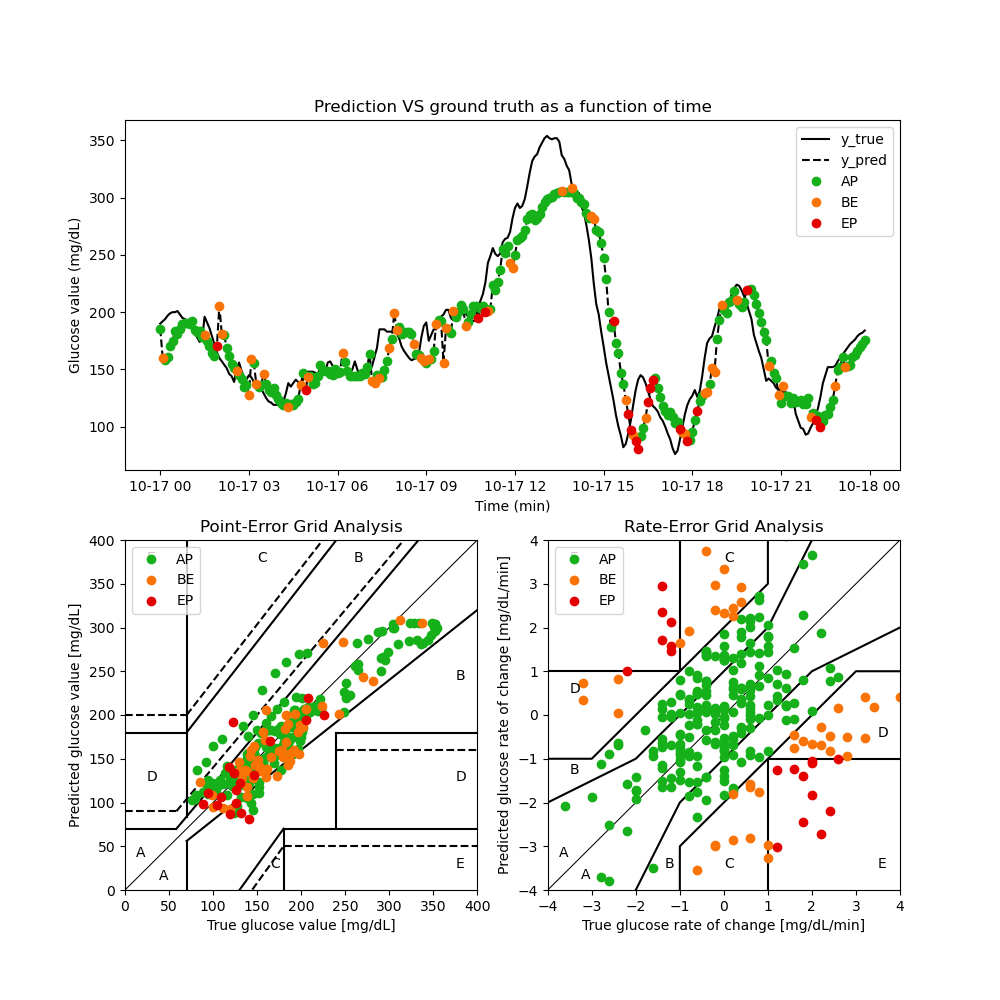 Prediction VS ground truth as a function of time
Glucose value (mg/dL)
350
300
250
200
150
100
y_true
y_pred
AP
BE
EP
10-17 00 10-17 03 10-17 06 10-17 09 10-17 12 10-17 15 10-17 18 10-17 21 10-18 00
Time (min)
Point-Error Grid Analysis
Predicted glucose value [mg/dL]
400
350
300
250
200
150
100
50
0
AP
BE
EP
C
B
B
D
D
A
A
C
E
0 50 100 150 200 250 300 350 400
True glucose value [mg/dL]
Rate-Error Grid Analysis
Predicted glucose rate of change [mg/dL/min]
4
3
2
1
0
−1
−2
−3
−4
AP
BE
EP
C
D
D
B
A
A
B
C
E
−4 −3 −2 −1 0 1 2 3 4
True glucose rate of change [mg/dL/min]